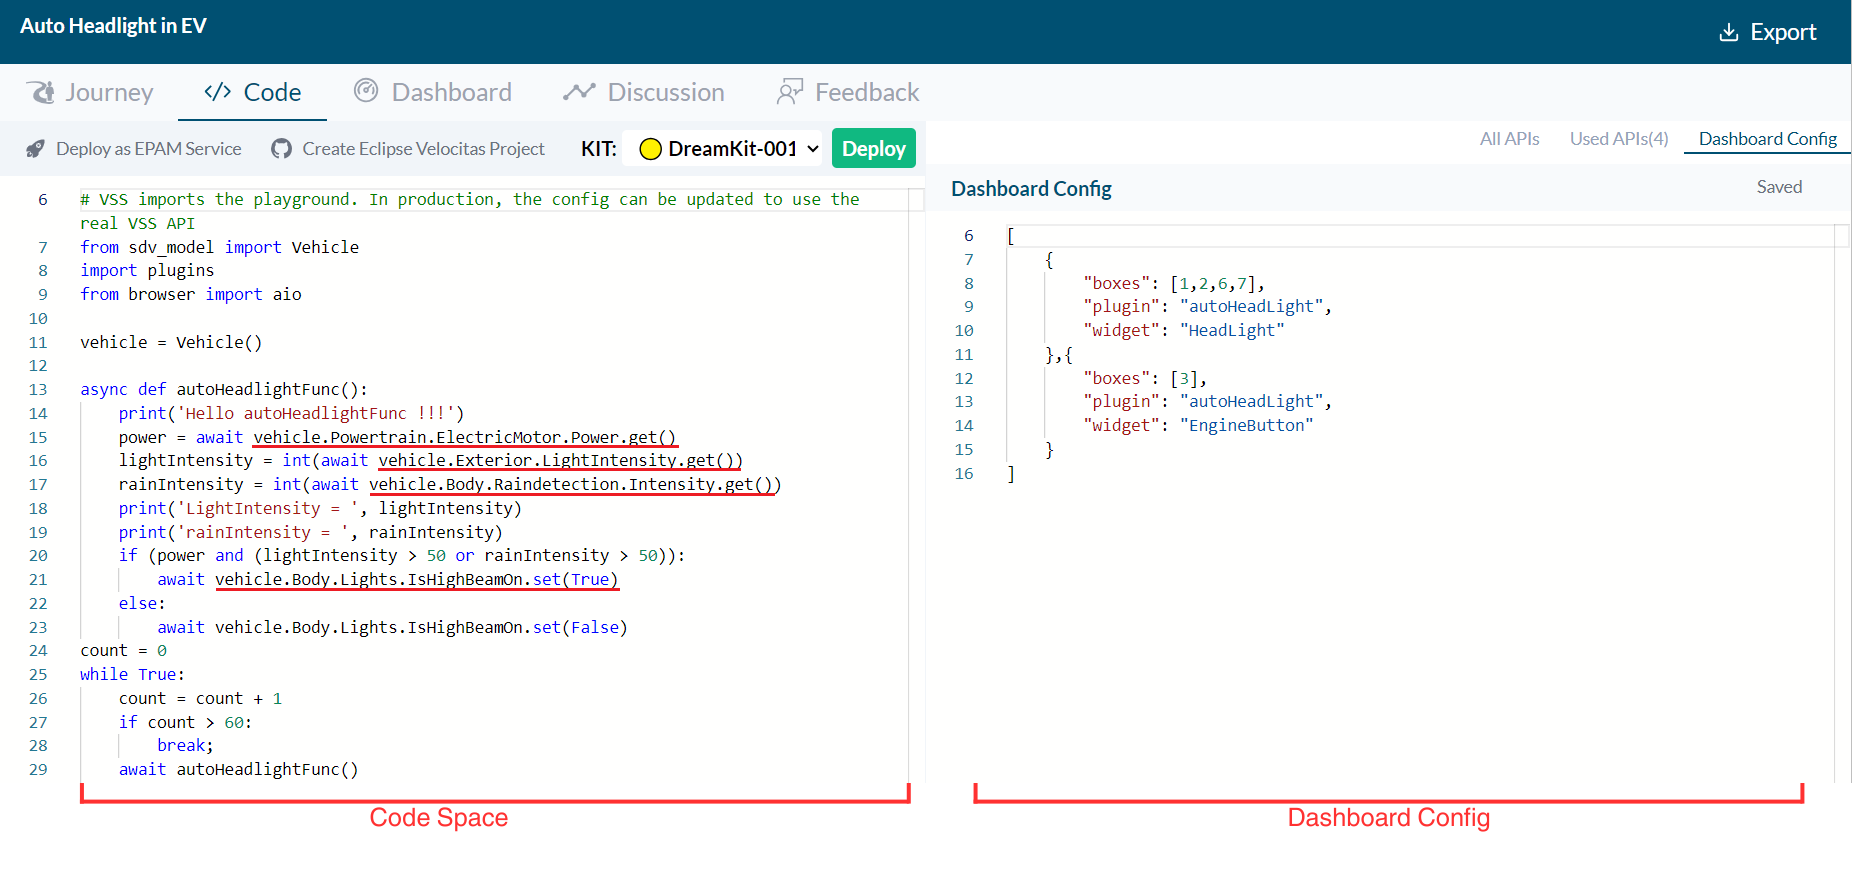 Auto Headlight in EV
Export
Journey
</> Code
Dashboard
Discussion
Feedback
Deploy as EPAM Service
Create Eclipse Velocitas Project
KIT:
DreamKit-001
Deploy
All APIs
Used APIs(4)
Dashboard Config
6 # VSS imports the playground. In production, the config can be updated to use the
real VSS API
7 from sdv_model import Vehicle
8 import plugins
9 from browser import aio
10
11 vehicle = Vehicle()
12
13 async def autoHeadlightFunc():
14     print('Hello autoHeadlightFunc !!!')
15     power = await vehicle.Powertrain.ElectricMotor.Power.get()
16     lightIntensity = int(await vehicle.Exterior.LightIntensity.get())
17     rainIntensity = int(await vehicle.Body.Raindetection.Intensity.get())
18     print('LightIntensity = ', lightIntensity)
19     print('rainIntensity = ', rainIntensity)
20     if (power and (lightIntensity > 50 or rainIntensity > 50)):
21         await vehicle.Body.Lights.IsHighBeamOn.set(True)
22     else:
23         await vehicle.Body.Lights.IsHighBeamOn.set(False)
24 count = 0
25 while True:
26     count = count + 1
27     if count > 60:
28         break;
29     await autoHeadlightFunc()
Code Space
Dashboard Config
Saved
6 [
7     {
8         "boxes": [1,2,6,7],
9         "plugin": "autoHeadLight",
10         "widget": "HeadLight"
11     },{
12         "boxes": [3],
13         "plugin": "autoHeadLight",
14         "widget": "EngineButton"
15     }
16 ]
Dashboard Config